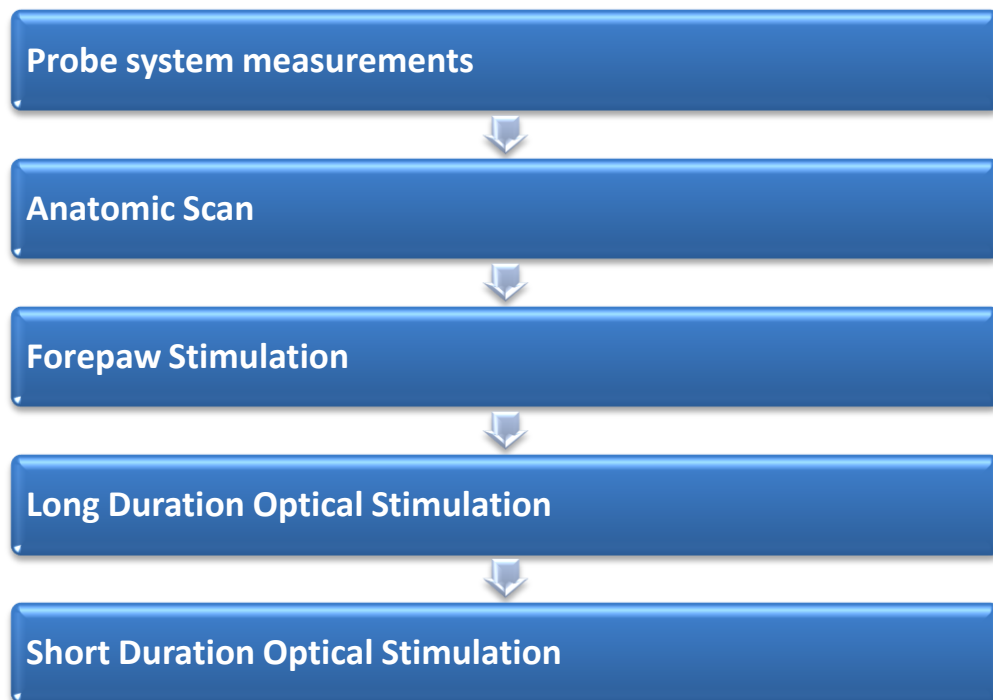 Probe system measurements
Anatomic Scan
Forepaw Stimulation
Long Duration Optical Stimulation
Short Duration Optical Stimulation